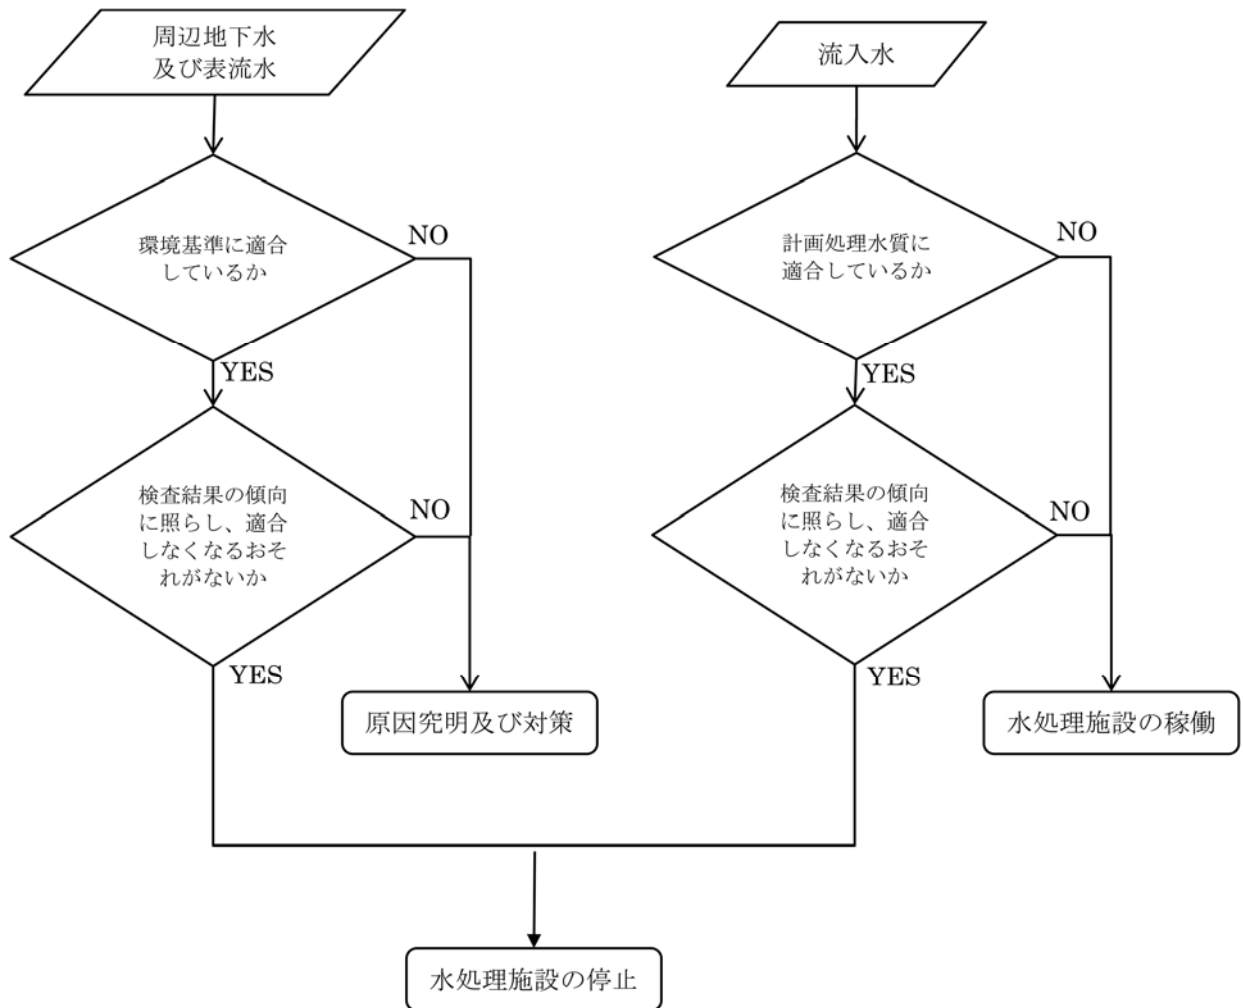 周辺地下水
及び表流水
環境基準に適合
しているか
NO
YES
検査結果の傾向
に照らし、適合
しなくなるおそ
れがないか
NO
YES
原因究明及び対策
流入水
計画処理水質に
適合しているか
NO
YES
検査結果の傾向
に照らし、適合
しなくなるおそ
れがないか
NO
YES
水処理施設の稼働
水処理施設の停止